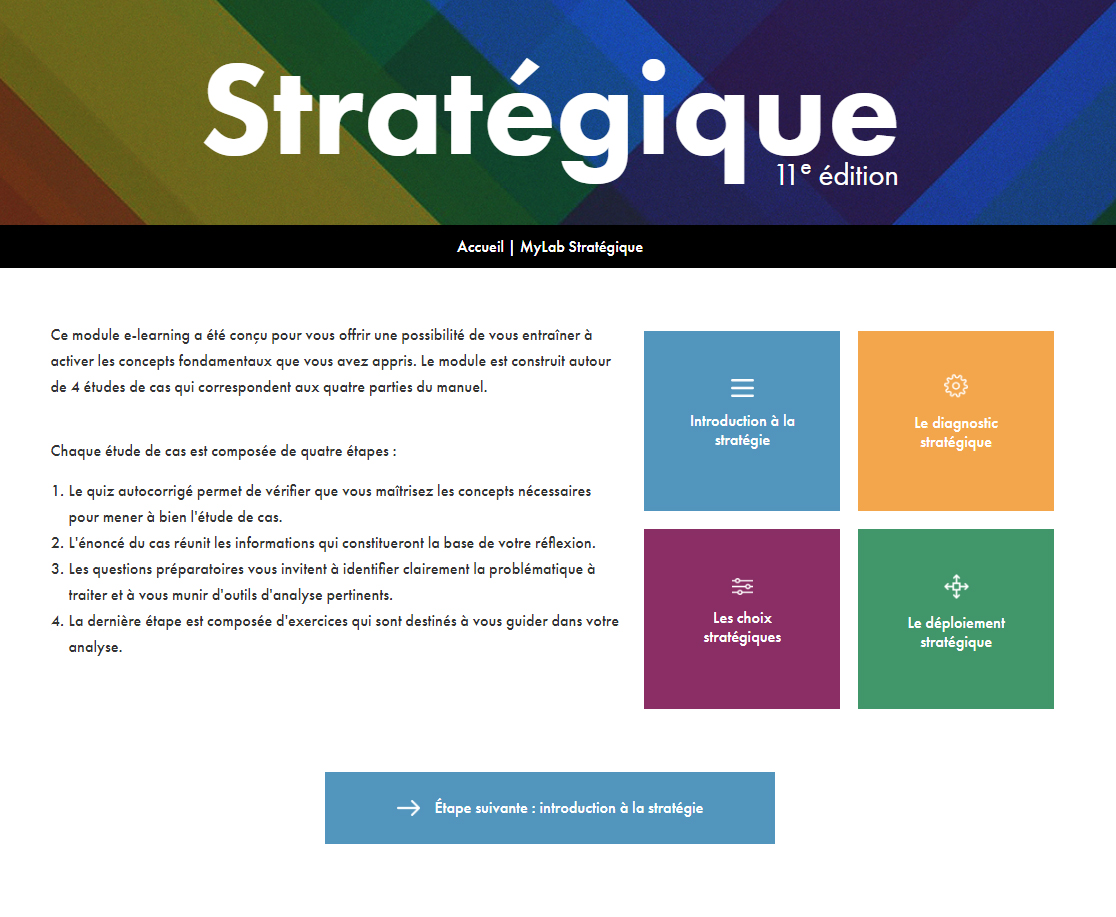 Stratégique
11e édition
Accueil | MyLab Stratégique
Ce module e-learning a été conçu pour vous offrir une possibilité de vous entraîner à
activer les concepts fondamentaux que vous avez appris. Le module est construit autour
de 4 études de cas qui correspondent aux quatre parties du manuel.
Chaque étude de cas est composée de quatre étapes :
1. Le quiz autocorrigé permet de vérifier que vous maîtrisez les concepts nécessaires
pour mener à bien l'étude de cas.
2. L'énoncé du cas réunit les informations qui constitueront la base de votre réflexion.
3. Les questions préparatoires vous invitent à identifier clairement la problématique à
traiter et à vous munir d'outils d'analyse pertinents.
4. La dernière étape est composée d'exercices qui sont destinés à vous guider dans votre
analyse.
Introduction à la
stratégie
Le diagnostic
stratégique
Les choix
stratégiques
Le déploiement
stratégique
Étape suivante : introduction à la stratégie